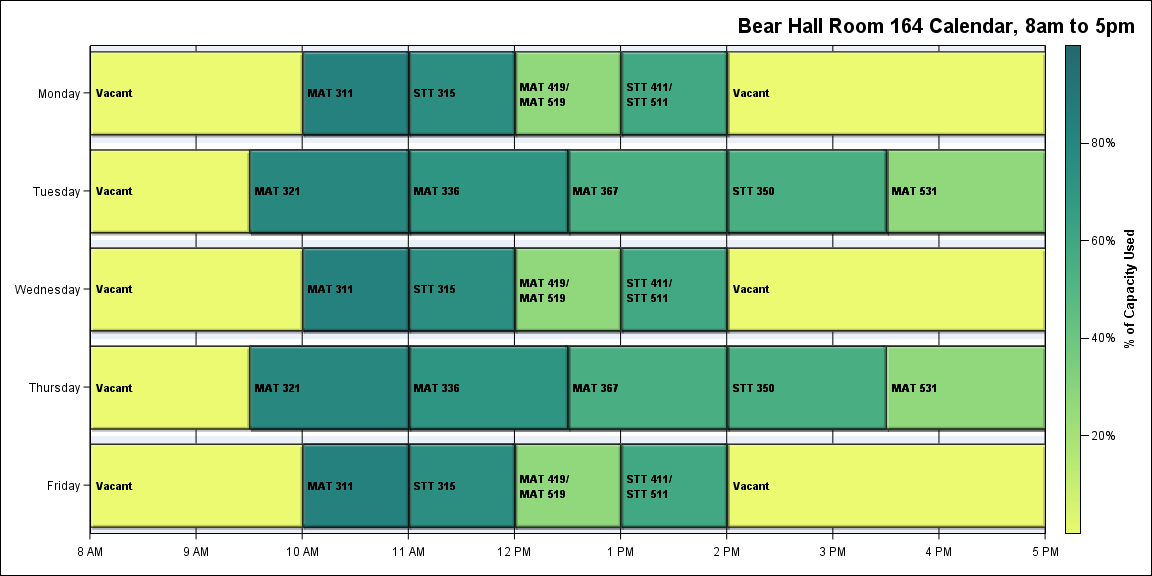 Bear Hall Room 164 Calendar, 8am to 5pm
Monday
Vacant
MAT 311
STT 315
MAT 419/
MAT 519
STT 411/
STT 511
Vacant
Tuesday
Vacant
MAT 321
MAT 336
MAT 367
STT 350
MAT 531
Wednesday
Vacant
MAT 311
STT 315
MAT 419/
MAT 519
STT 411/
STT 511
Vacant
Thursday
Vacant
MAT 321
MAT 336
MAT 367
STT 350
MAT 531
Friday
Vacant
MAT 311
STT 315
MAT 419/
MAT 519
STT 411/
STT 511
Vacant
8 AM
9 AM
10 AM
11 AM
12 PM
1 PM
2 PM
3 PM
4 PM
5 PM
80%
60%
40%
20%
% of Capacity Used